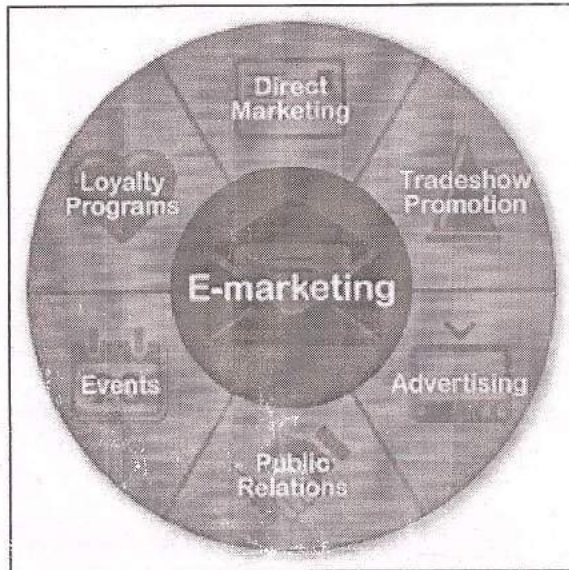 Direct
Marketing
Tradeshow
Promotion
Advertising
Public
Relations
Events
Loyalty
Programs
E-marketing